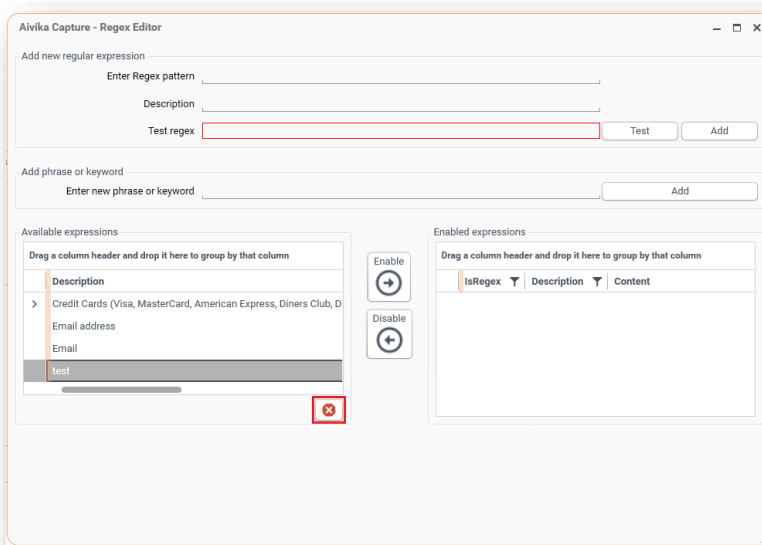 Aivika Capture - Regex Editor
Add new regular expression
Enter Regex pattern
Description
Test regex
Test
Add
Add phrase or keyword
Enter new phrase or keyword
Add
Available expressions
Drag a column header and drop it here to group by that column
Description
Credit Cards (Visa, MasterCard, American Express, Diners Club, D
Email address
Email
test
Enable
Disable
Enabled expressions
Drag a column header and drop it here to group by that column
IsRegex Description Content